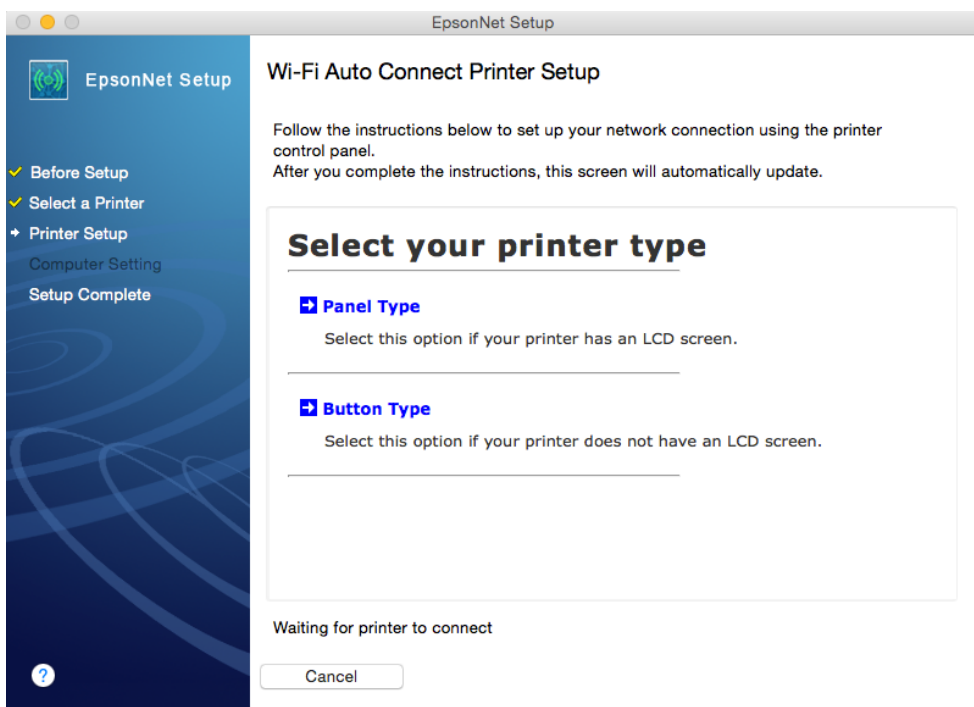 EpsonNet Setup
EpsonNet Setup
Before Setup
Select a Printer
Printer Setup
Computer Setting
Setup Complete
Wi-Fi Auto Connect Printer Setup
Follow the instructions below to set up your network connection using the printer
control panel.
After you complete the instructions, this screen will automatically update.
Select your printer type
Panel Type
Select this option if your printer has an LCD screen.
Button Type
Select this option if your printer does not have an LCD screen.
Waiting for printer to connect
?
Cancel